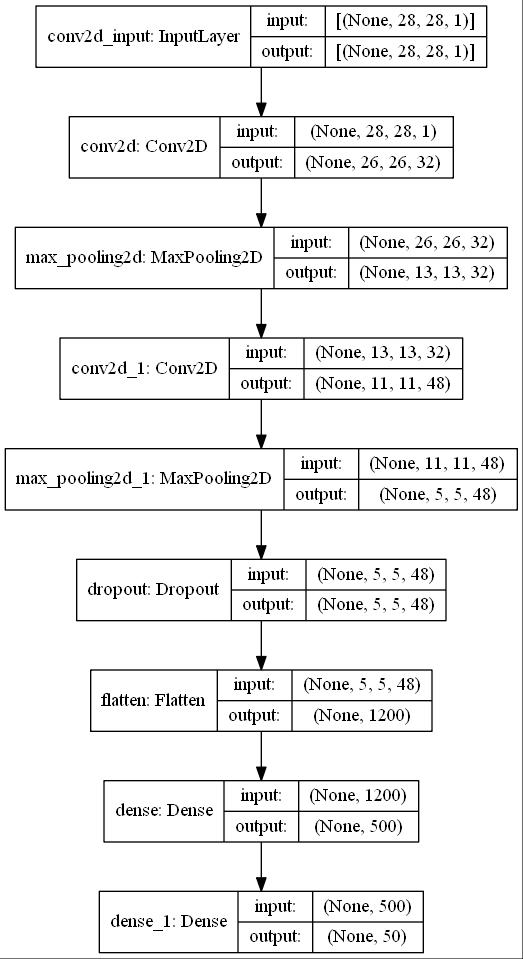 conv2d_input: InputLayer
input: [(None, 28, 28, 1)]
output: [(None, 28, 28, 1)]
conv2d: Conv2D
input: (None, 28, 28, 1)
output: (None, 26, 26, 32)
max_pooling2d: MaxPooling2D
input: (None, 26, 26, 32)
output: (None, 13, 13, 32)
conv2d_1: Conv2D
input: (None, 13, 13, 32)
output: (None, 11, 11, 48)
max_pooling2d_1: MaxPooling2D
input: (None, 11, 11, 48)
output: (None, 5, 5, 48)
dropout: Dropout
input: (None, 5, 5, 48)
output: (None, 5, 5, 48)
flatten: Flatten
input: (None, 5, 5, 48)
output: (None, 1200)
dense: Dense
input: (None, 1200)
output: (None, 500)
dense_1: Dense
input: (None, 500)
output: (None, 50)